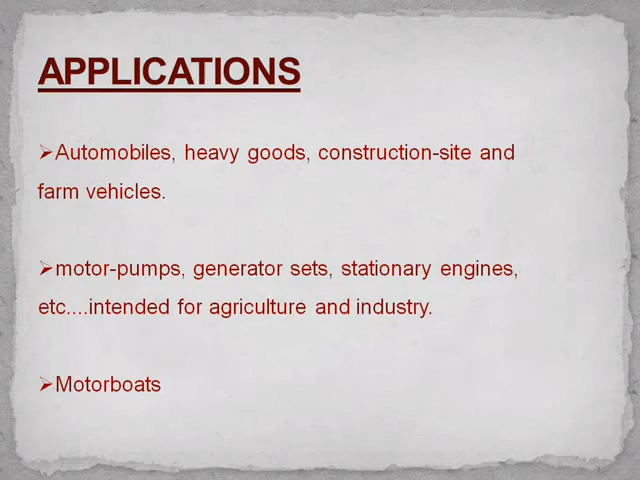 APPLICATIONS
➢Automobiles, heavy goods, construction-site and
farm vehicles.
➢motor-pumps, generator sets, stationary engines,
etc....intended for agriculture and industry.
➢Motorboats